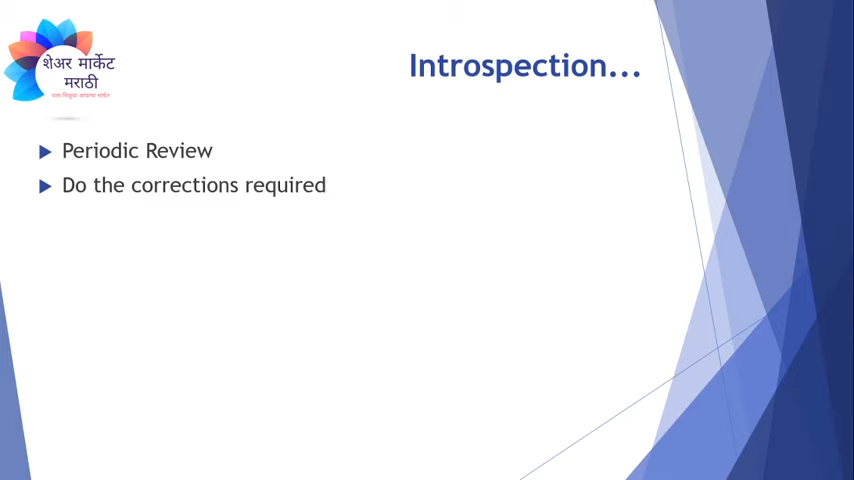 शेअर मार्केट
मराठी
Introspection...
Periodic Review
Do the corrections required